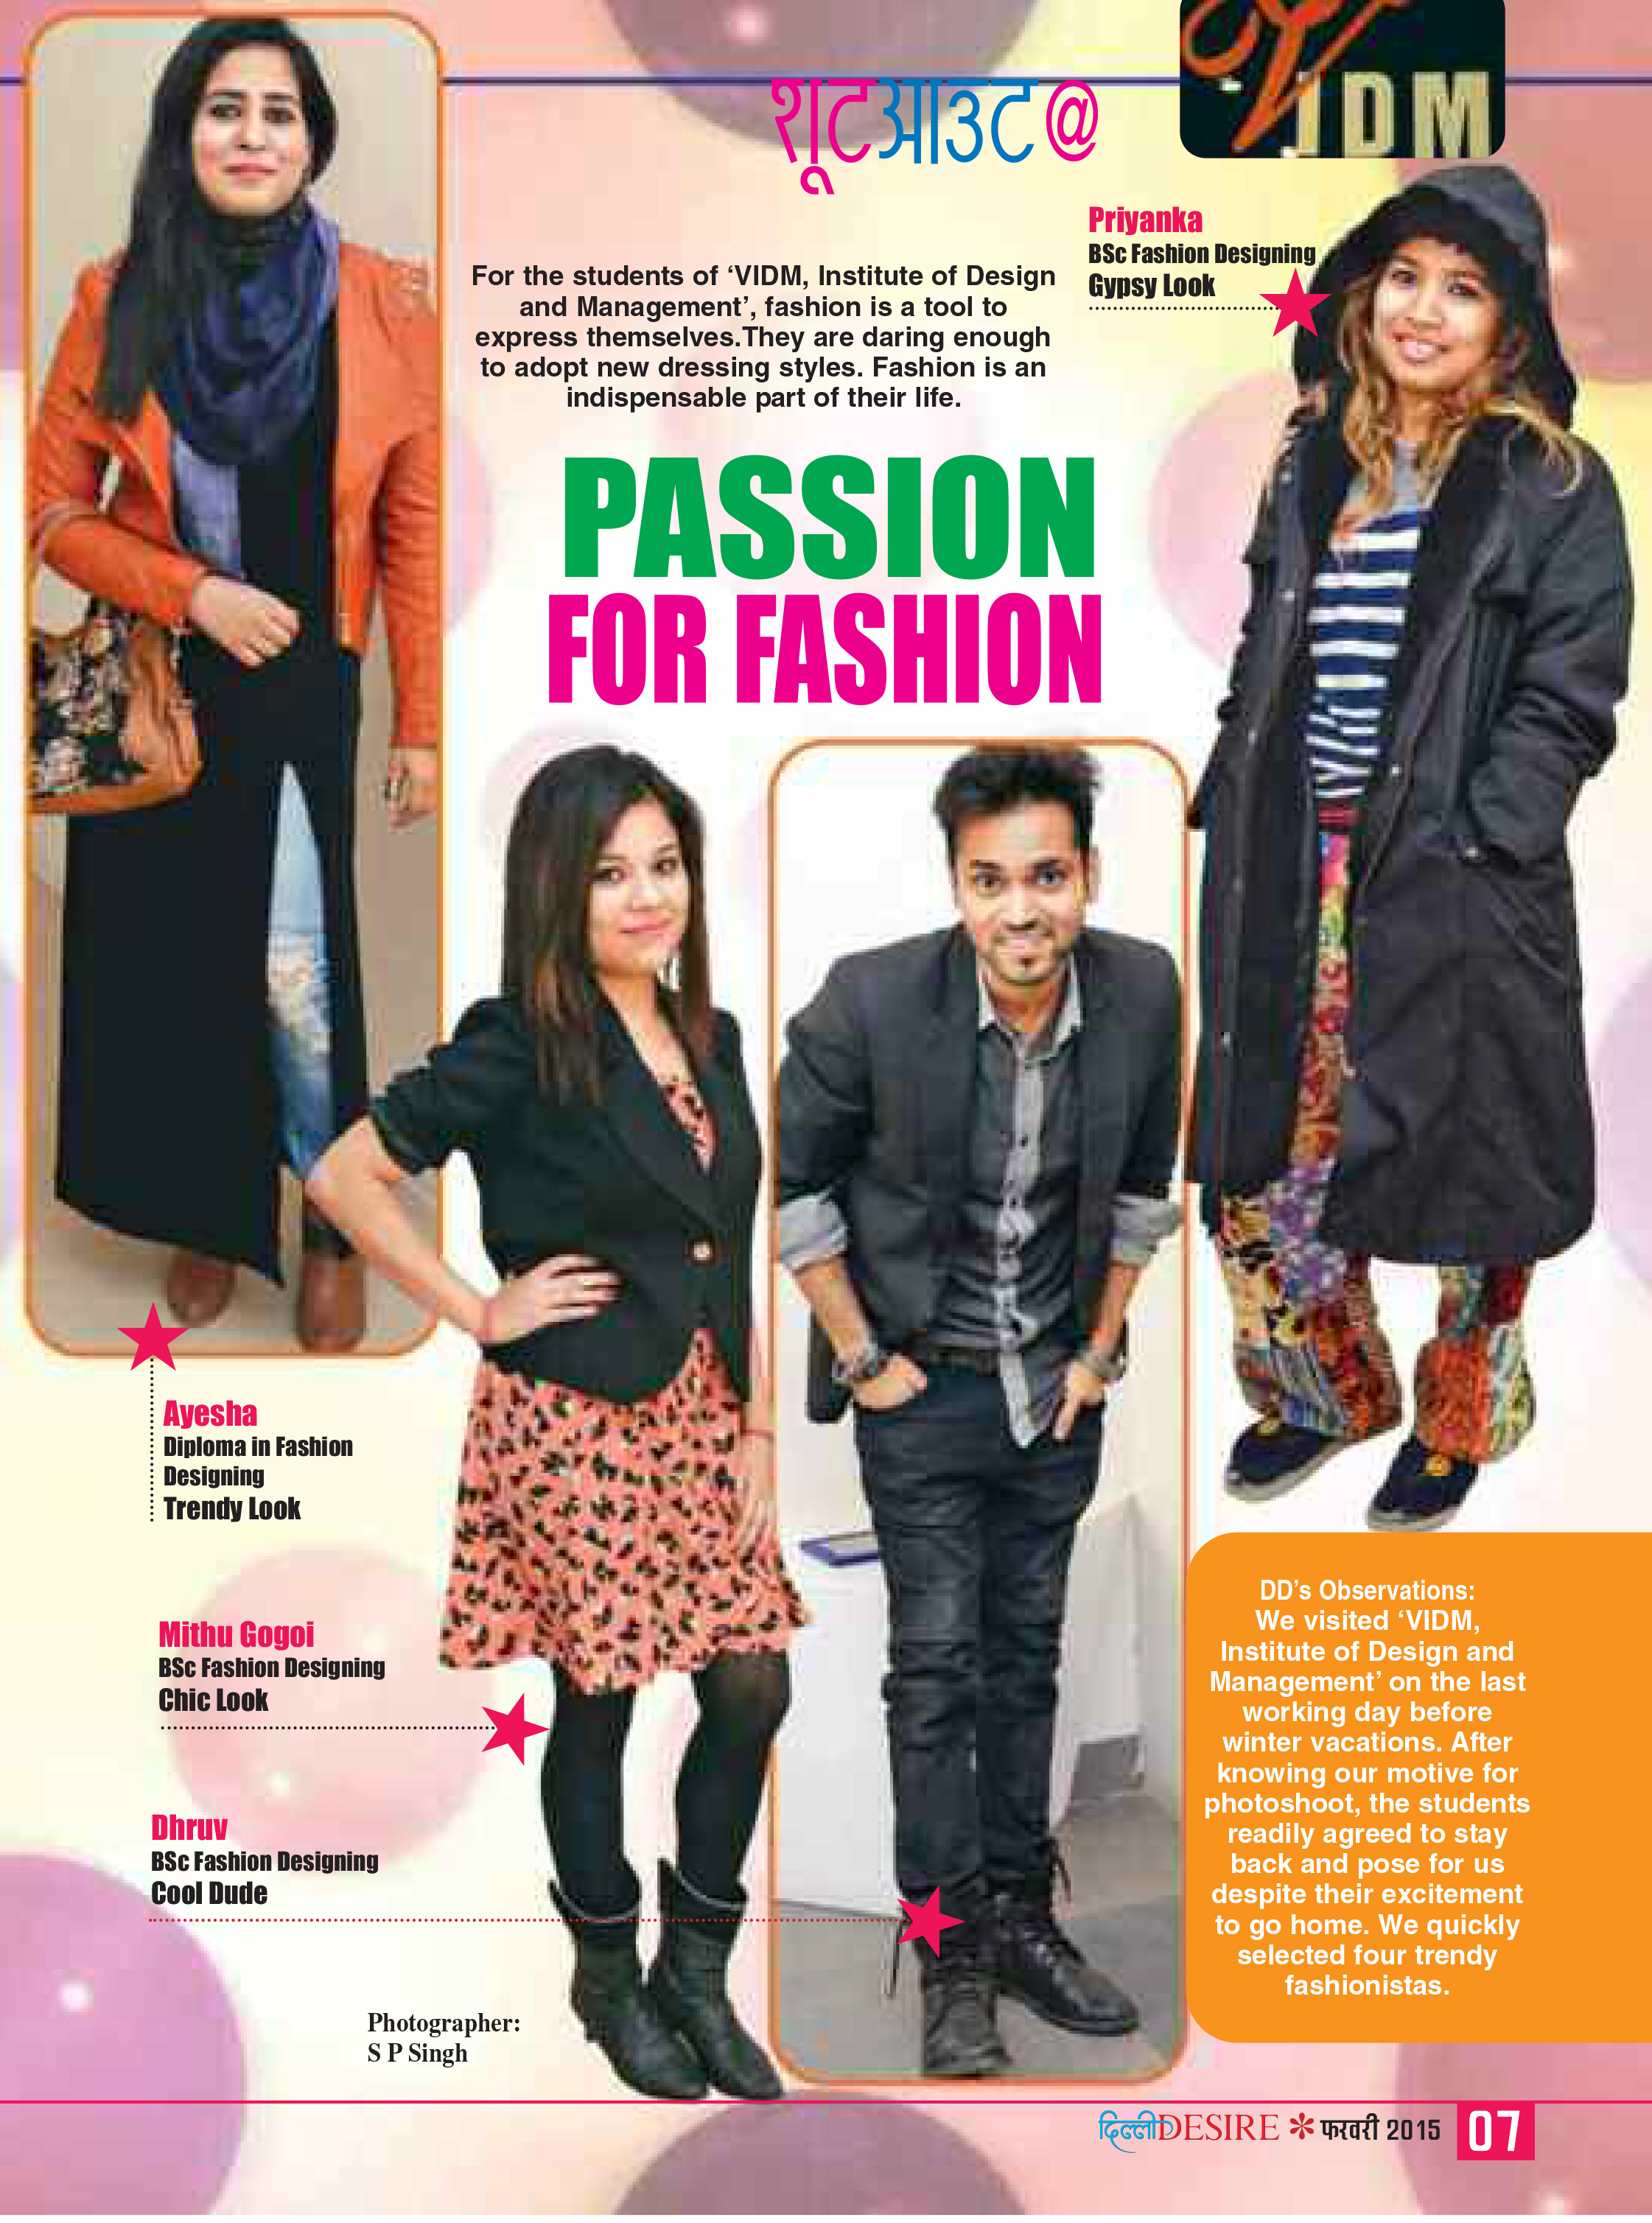 शूटआउट@
VIDM
For the students of ‘VIDM, Institute of Design
and Management’, fashion is a tool to
express themselves.They are daring enough
to adopt new dressing styles. Fashion is an
indispensable part of their life.
Priyanka
BSc Fashion Designing
Gypsy Look
PASSION
FOR FASHION
Ayesha
Diploma in Fashion
Designing
Trendy Look
Mithu Gogoi
BSc Fashion Designing
Chic Look
Dhruv
BSc Fashion Designing
Cool Dude
Photographer:
S P Singh
DD’s Observations:
We visited ‘VIDM,
Institute of Design and
Management’ on the last
working day before
winter vacations. After
knowing our motive for
photoshoot, the students
readily agreed to stay
back and pose for us
despite their excitement
to go home. We quickly
selected four trendy
fashionistas.
दिल्ली DESIRE * फरवरी 2015 07